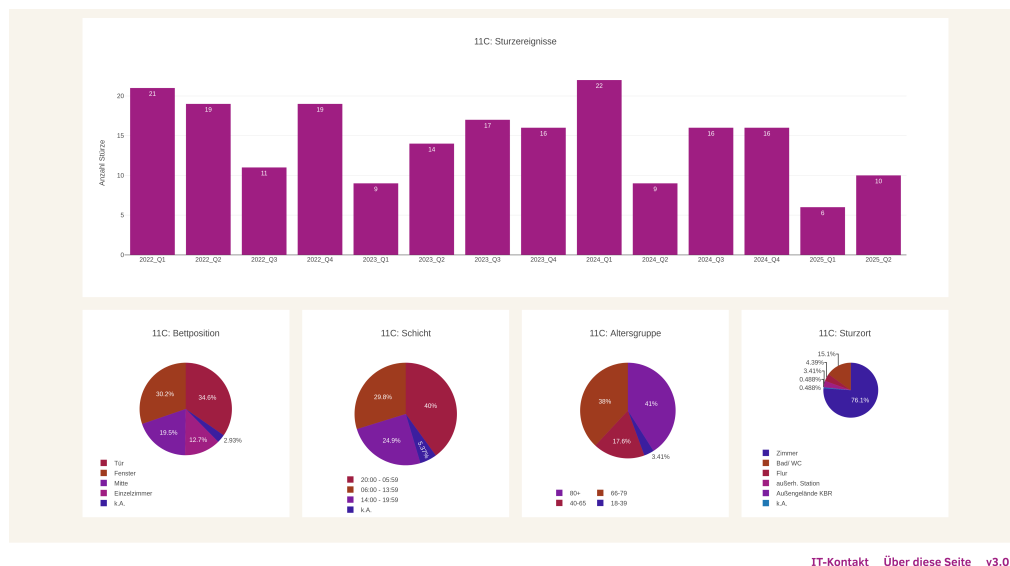 11C: Sturzereignisse
Anzahl Stürze
20
15
10
5
0
21
19
11
19
9
14
17
16
22
9
16
16
6
10
2022_Q1 2022_Q2 2022_Q3 2022_Q4 2023_Q1 2023_Q2 2023_Q3 2023_Q4 2024_Q1 2024_Q2 2024_Q3 2024_Q4 2025_Q1 2025_Q2
11C: Bettposition
30.2%
34.6%
19.5%
12.7%
2.93%
Tür
Fenster
Mitte
Einzelzimmer
k.A.
11C: Schicht
29.8%
40%
24.9%
5.37%
20:00 - 05:59
06:00 - 13:59
14:00 - 19:59
k.A.
11C: Altersgruppe
38%
41%
17.6%
3.41%
80+ 66-79
40-65 18-39
11C: Sturzort
15.1%
4.39%
3.41%
0.488%
0.488%
76.1%
Zimmer
Bad/ WC
Flur
außerh. Station
Außengelände KBR
k.A.
IT-Kontakt Über diese Seite v3.0